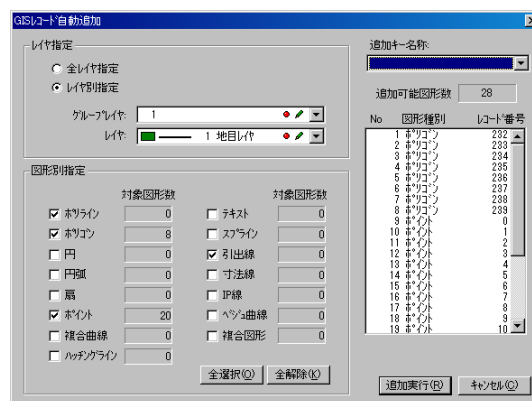 GISレコード自動追加
レイヤ指定
全レイヤ指定
レイヤ別指定
グループレイヤ: 1
レイヤ: 1 地目レイヤ
図形別指定
対象図形数 対象図形数
ポリライン 0 テキスト 0
ポリゴン 8 スプライン 0
円 0 引出線 0
円弧 0 寸法線 0
扇 0 IP線 0
ポイント 20 ベジェ曲線 0
複合曲線 0 複合図形 0
ハッチングライン 0
全選択(O) 全解除(K)
追加キー名称:
追加可能図形数 28
No 図形種別 レコード番号
1 ポリゴン 232
2 ポリゴン 233
3 ポリゴン 234
4 ポリゴン 235
5 ポリゴン 236
6 ポリゴン 237
7 ポリゴン 238
8 ポリゴン 239
9 ポイント 0
10 ポイント 1
11 ポイント 2
12 ポイント 3
13 ポイント 4
14 ポイント 5
15 ポイント 6
16 ポイント 7
17 ポイント 8
18 ポイント 9
19 ポイント 10
追加実行(R) キャンセル(C)